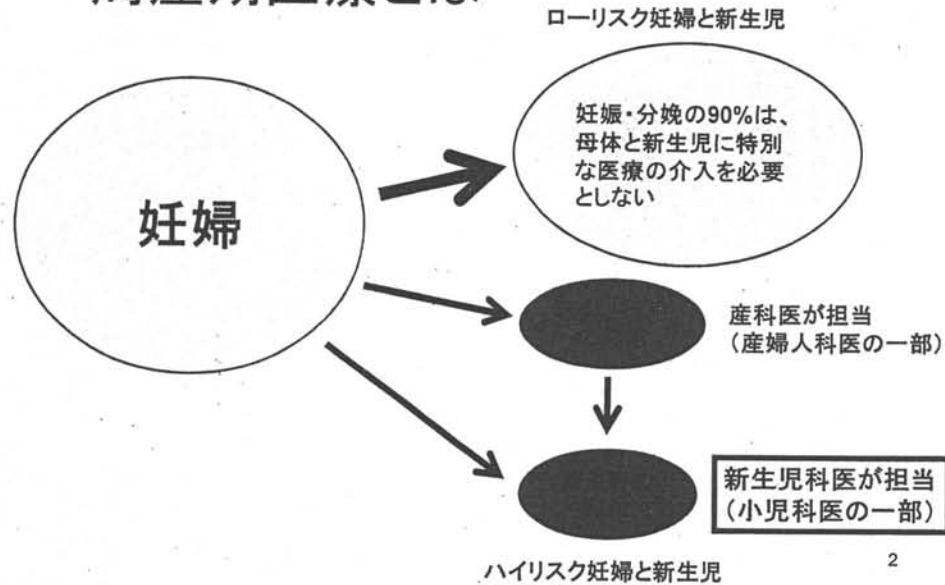 ローリスク妊婦と新生児
妊娠・分娩の90%は、
母体と新生児に特別
な医療の介入を必要
としない
妊婦
産科医が担当
(産婦人科医の一部)
新生児科医が担当
(小児科医の一部)
ハイリスク妊婦と新生児
2